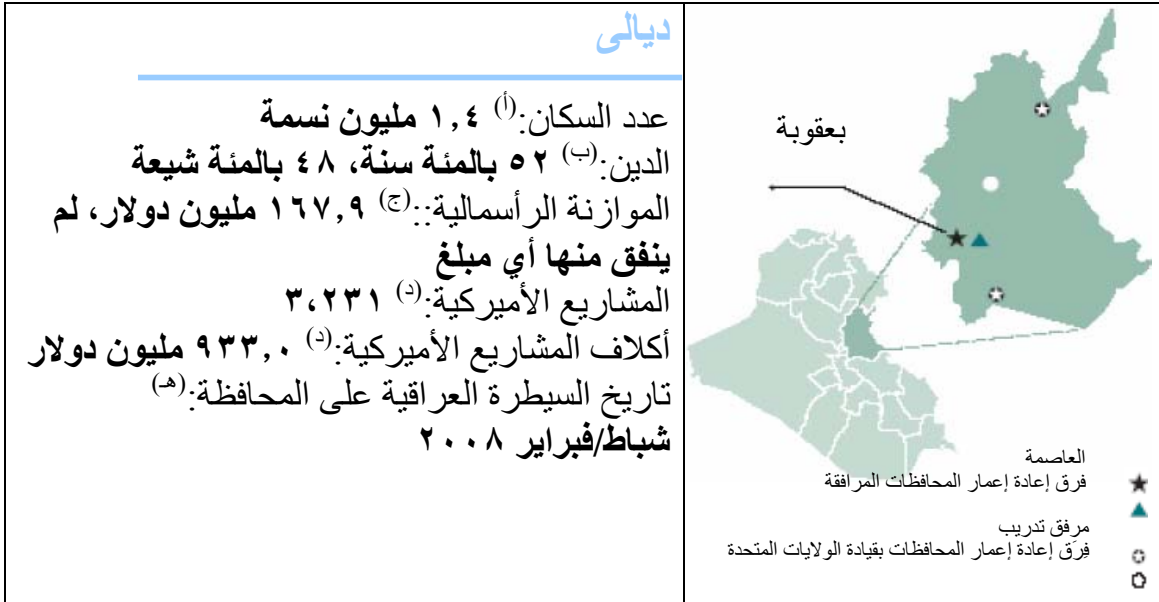 ديالى
عدد السكان:(أ) ١,٤ مليون نسمة
الدين:(ب) ٥٢ بالمئة سنة، ٤٨ بالمئة شيعة
الموازنة الرأسمالية::(ج) ١٦٧,٩ مليون دولار، لم
ينفق منها أي مبلغ
المشاريع الأميركية:(د) ٣،٢٣١
أكلاف المشاريع الأميركية:(د) ٩٣٣,٠ مليون دولار
تاريخ السيطرة العراقية على المحافظة:(هـ)
شباط/فبراير ٢٠٠٨
بعقوبة
العاصمة
فرق إعادة إعمار المحافظات المرافقة
مرفق تدريب
فِرَق إعادة إعمار المحافظات بقيادة الولايات المتحدة